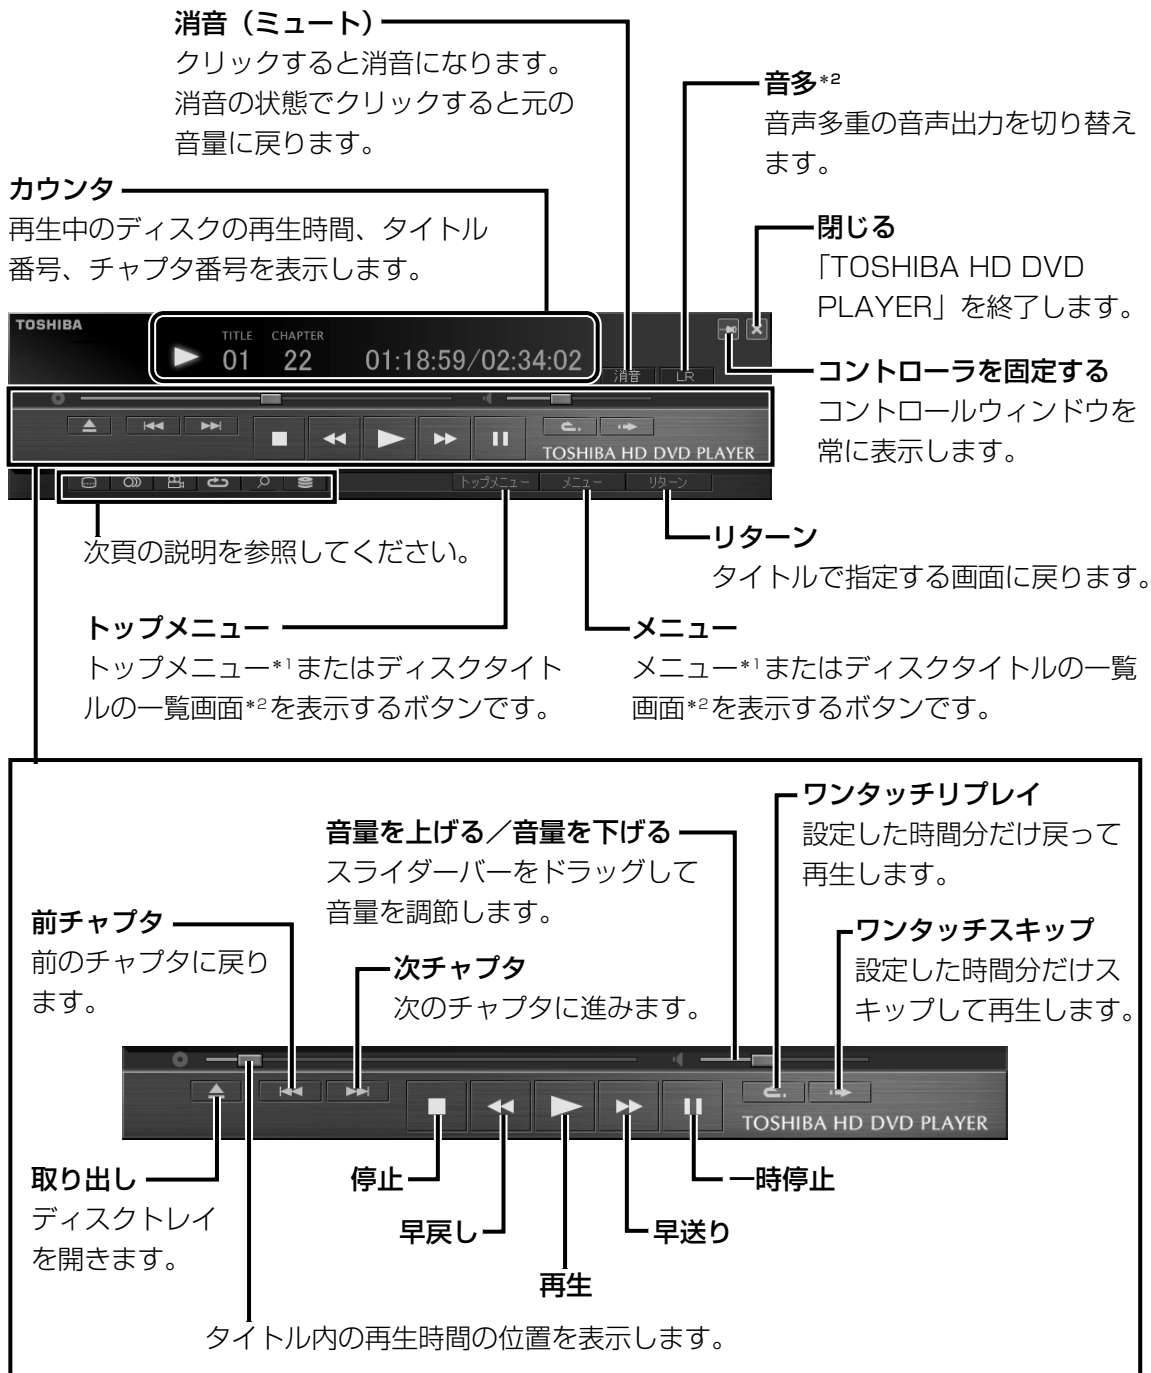 消音（ミュート）
クリックすると消音になります。
消音の状態でクリックすると元の
音量に戻ります。
音多*2
音声多重の音声出力を切り替え
ます。
カウンタ
再生中のディスクの再生時間、タイトル
番号、チャプタ番号を表示します。
閉じる
「TOSHIBA HD DVD
PLAYER」を終了します。
TOSHIBA
TITLE CHAPTER
01 22 01:18:59/02:34:02
消音 LR
コントローラを固定する
コントロールウィンドウを
常に表示します。
TOSHIBA HD DVD PLAYER
トップメニュー メニュー リターン
次頁の説明を参照してください。
リターン
タイトルで指定する画面に戻ります。
トップメニュー
トップメニュー*1またはディスクタイト
ルの一覧画面*2を表示するボタンです。
メニュー
メニュー*1またはディスクタイトルの一覧
画面*2を表示するボタンです。
ワンタッチリプレイ
設定した時間分だけ戻って
再生します。
音量を上げる／音量を下げる
スライダーバーをドラッグして
音量を調節します。
前チャプタ
前のチャプタに戻り
ます。
次チャプタ
次のチャプタに進みます。
ワンタッチスキップ
設定した時間分だけス
キップして再生します。
TOSHIBA HD DVD PLAYER
取り出し
ディスクトレイ
を開きます。
停止
一時停止
早戻し
早送り
再生
タイトル内の再生時間の位置を表示します。